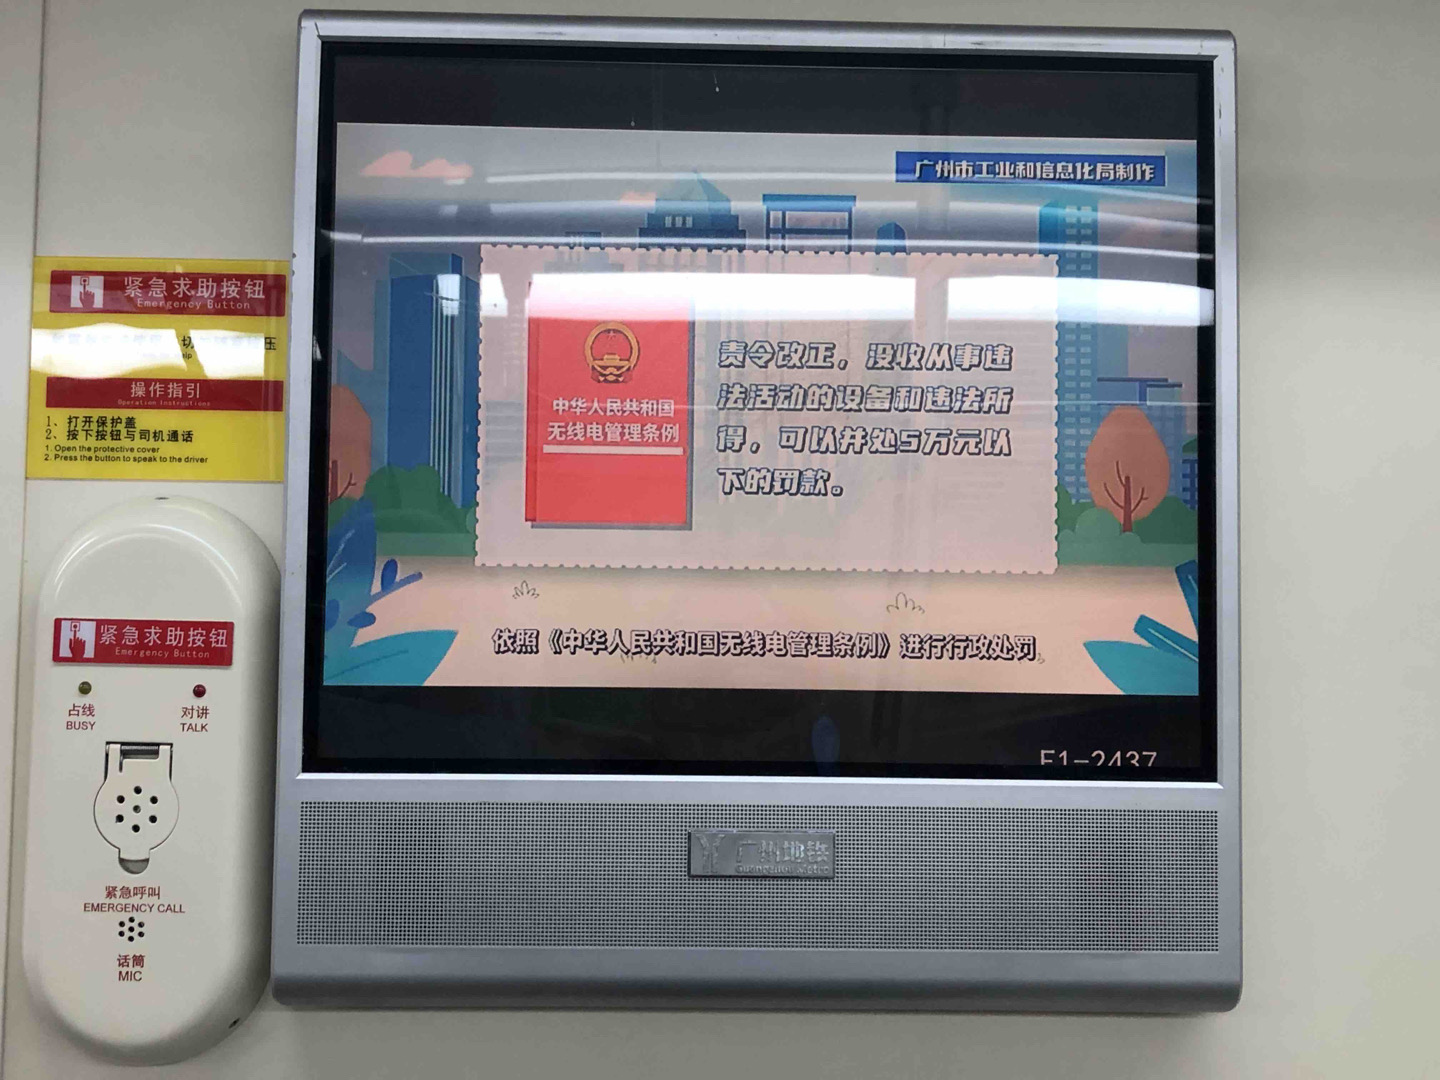 紧急求助按钮
Emergency Button
操作指引
Operation Instructions
1、打开保护盖
2、按下按钮与司机通话
1. Open the protective cover
2. Press the button to speak to the driver
紧急求助按钮
Emergency Button
占线
BUSY
对讲
TALK
紧急呼叫
EMERGENCY CALL
话筒
MIC
广州市工业和信息化局制作
中华人民共和国
无线电管理条例
责令改正，没收从事违
法活动的设备和违法所
得，可以并处5万元以
下的罚款。
依照《中华人民共和国无线电管理条例》进行行政处罚。
F1-2437
广州地铁
Guangzhou Metro